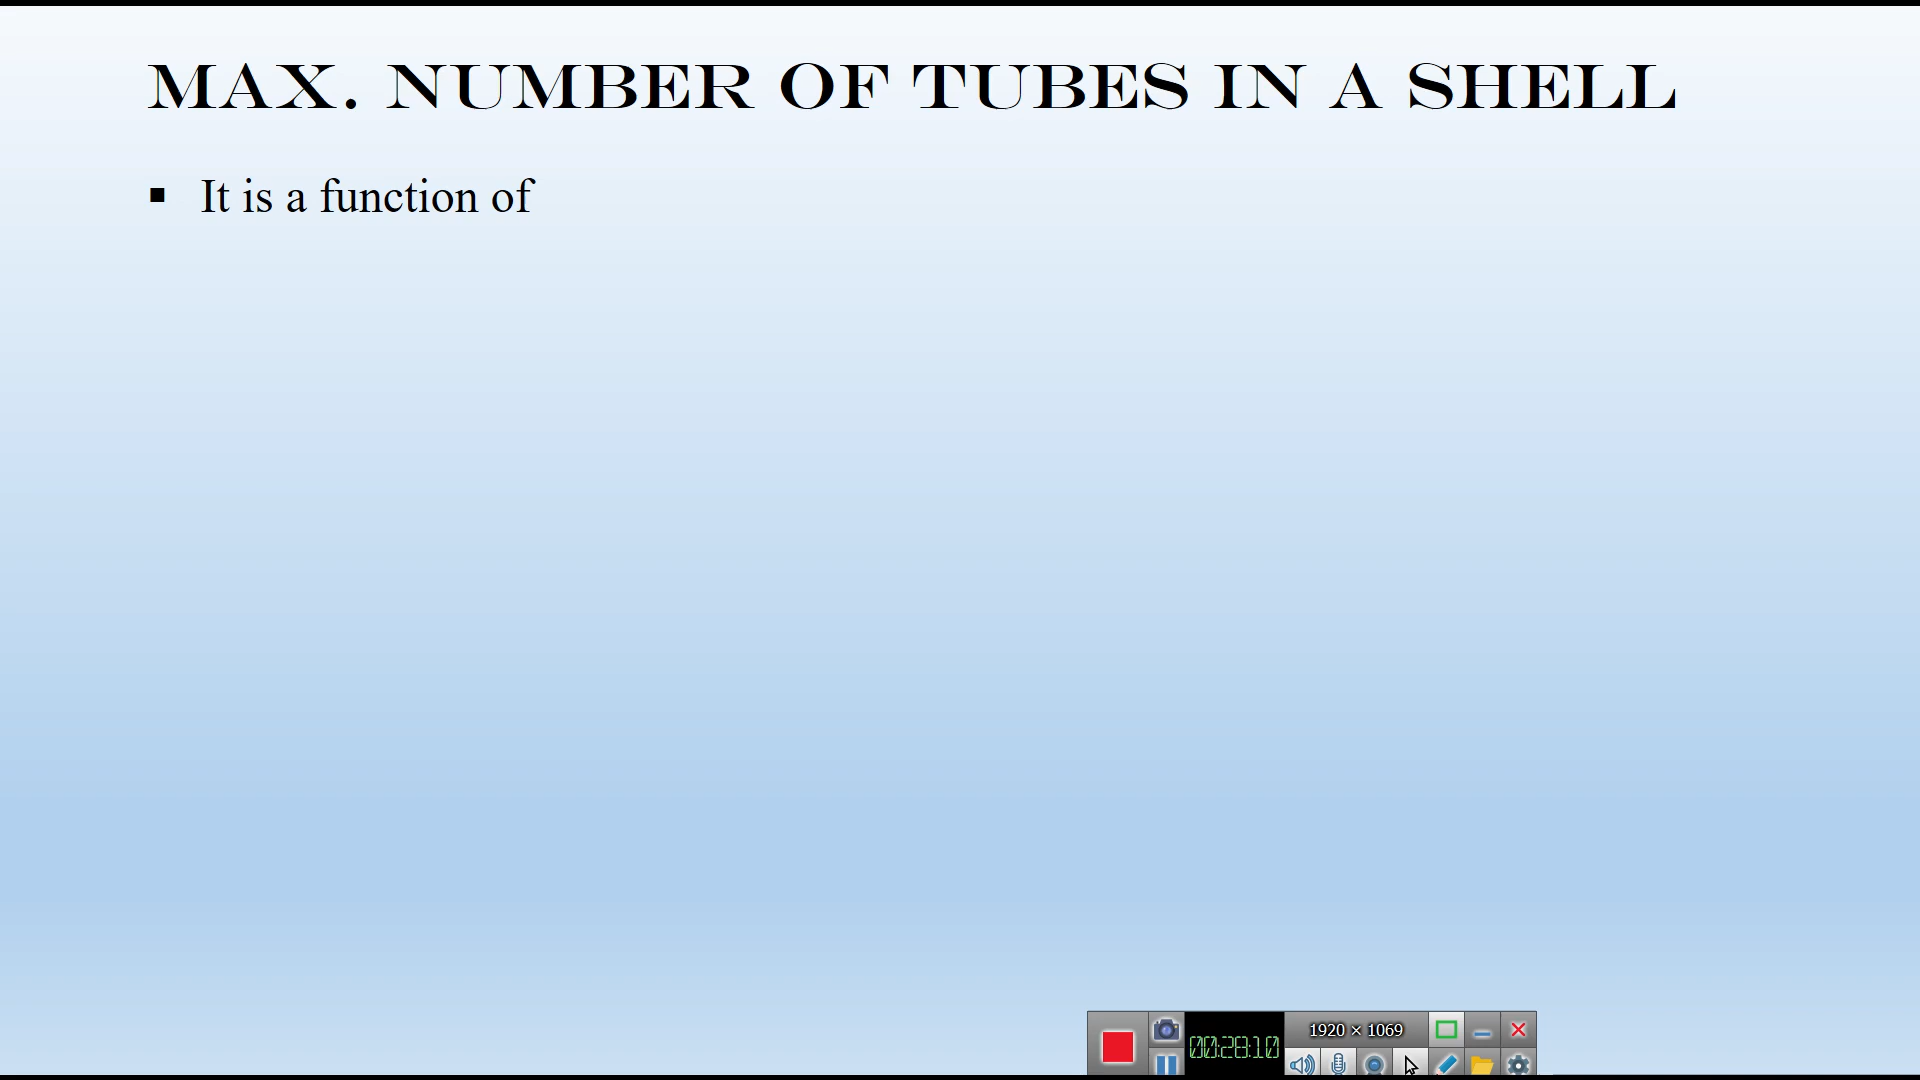 MAX. NUMBER OF TUBES IN A SHELL
▪ It is a function of
00:28:10
1920 × 1069